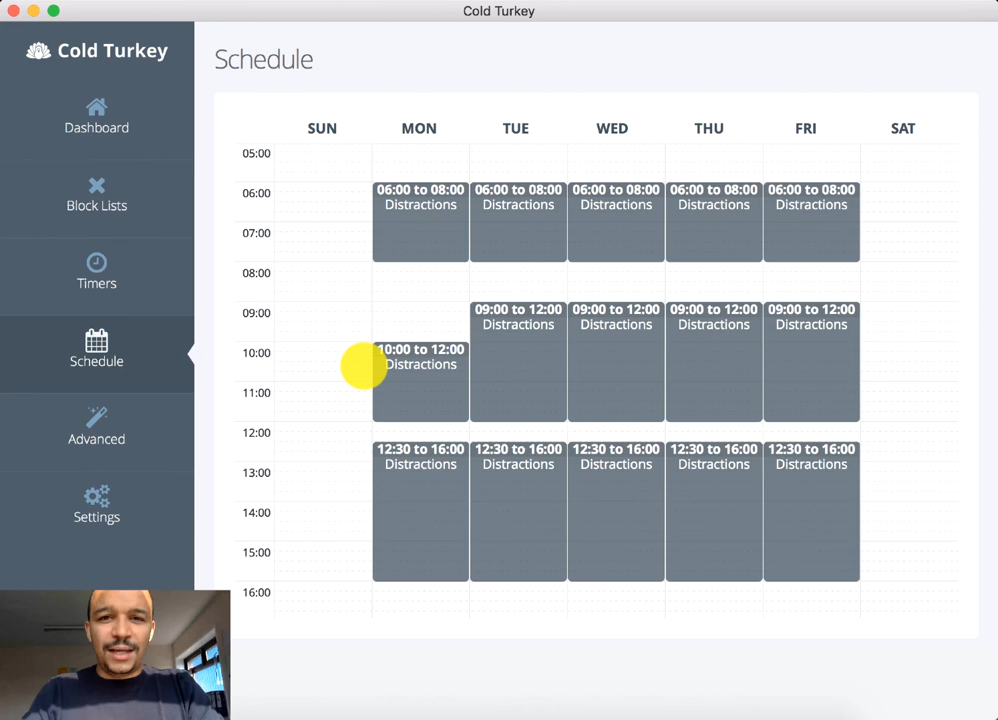 Cold Turkey
Cold Turkey
Dashboard
Block Lists
Timers
Schedule
Advanced
Settings
Schedule
SUN MON TUE WED THU FRI SAT
05:00
06:00
07:00
08:00
09:00
10:00
11:00
12:00
13:00
14:00
15:00
16:00
06:00 to 08:00 06:00 to 08:00 06:00 to 08:00 06:00 to 08:00 06:00 to 08:00
Distractions Distractions Distractions Distractions Distractions
09:00 to 12:00 09:00 to 12:00 09:00 to 12:00 09:00 to 12:00
Distractions Distractions Distractions Distractions
10:00 to 12:00
Distractions
12:30 to 16:00 12:30 to 16:00 12:30 to 16:00 12:30 to 16:00 12:30 to 16:00
Distractions Distractions Distractions Distractions Distractions